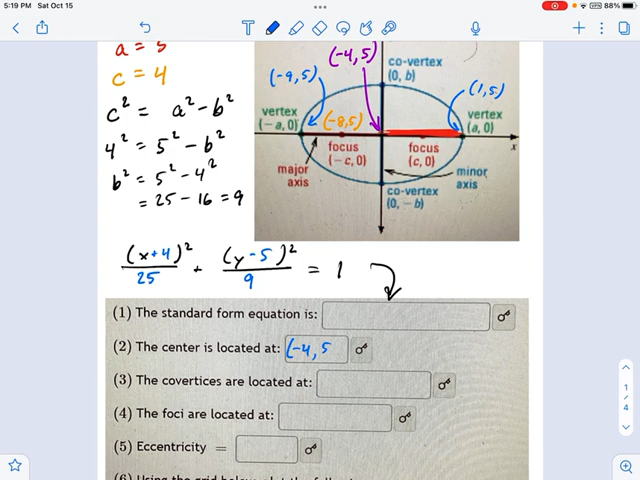 5:19 PM Sat Oct 15
88%
a = 5
c = 4
c² = a² - b²
4² = 5² - b²
b² = 5² - 4²
= 25 - 16 = 9
(-4,5)
(-9,5)
co-vertex
(0, b)
(1,5)
vertex
(-a, 0)
(-8,5)
vertex
(a, 0)
x
focus
(-c, 0)
focus
(c, 0)
major
axis
minor
axis
co-vertex
(0, -b)
(x+4)²/25 + (y-5)²/9 = 1
(1) The standard form equation is:
(2) The center is located at: (-4, 5
(3) The covertices are located at:
(4) The foci are located at:
(5) Eccentricity =
1
/
4